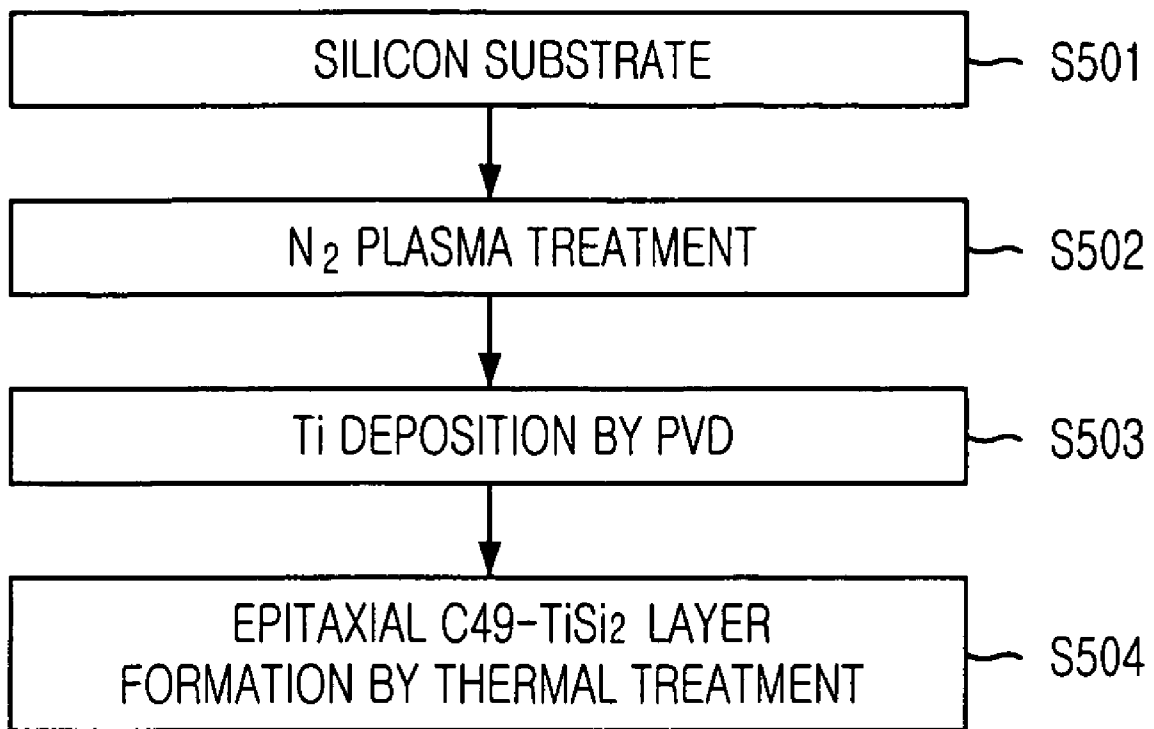 SILICON SUBSTRATE S501
N2 PLASMA TREATMENT S502
Ti DEPOSITION BY PVD S503
EPITAXIAL C49-TiSi2 LAYER
FORMATION BY THERMAL TREATMENT S504